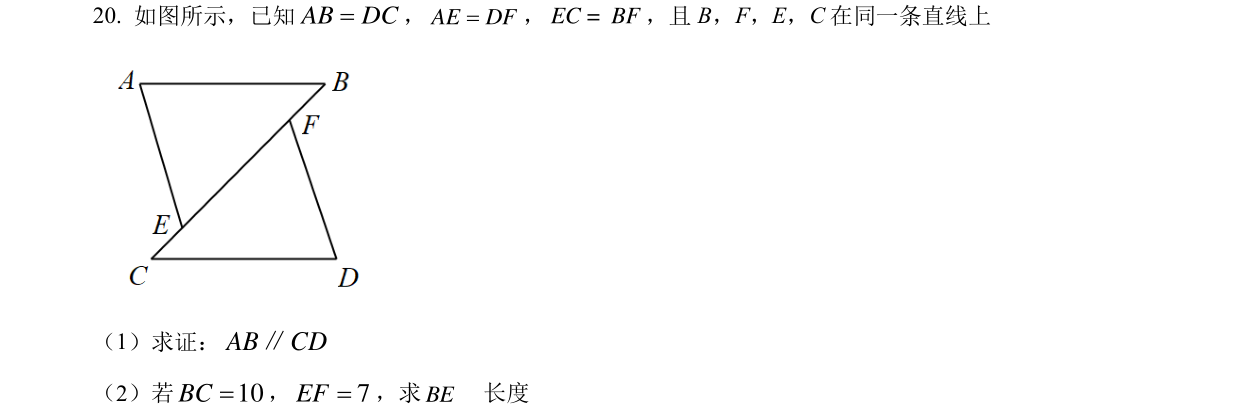 20. 如图所示，已知 AB = DC，AE = DF，EC = BF，且 B，F，E，C 在同一条直线上
A
B
F
E
C
D
（1）求证：AB // CD
（2）若 BC = 10，EF = 7，求 BE 长度